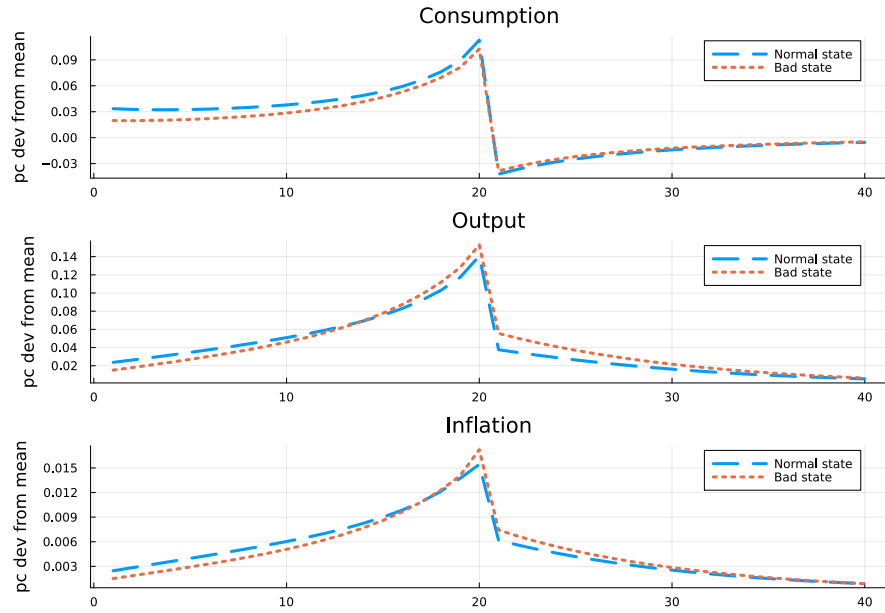 Consumption
pc dev from mean
0.09
0.06
0.03
0.00
−0.03
Normal state
Bad state
0
10
20
30
40
Output
pc dev from mean
0.14
0.12
0.10
0.08
0.06
0.04
0.02
Normal state
Bad state
0
10
20
30
40
Inflation
pc dev from mean
0.015
0.012
0.009
0.006
0.003
Normal state
Bad state
0
10
20
30
40